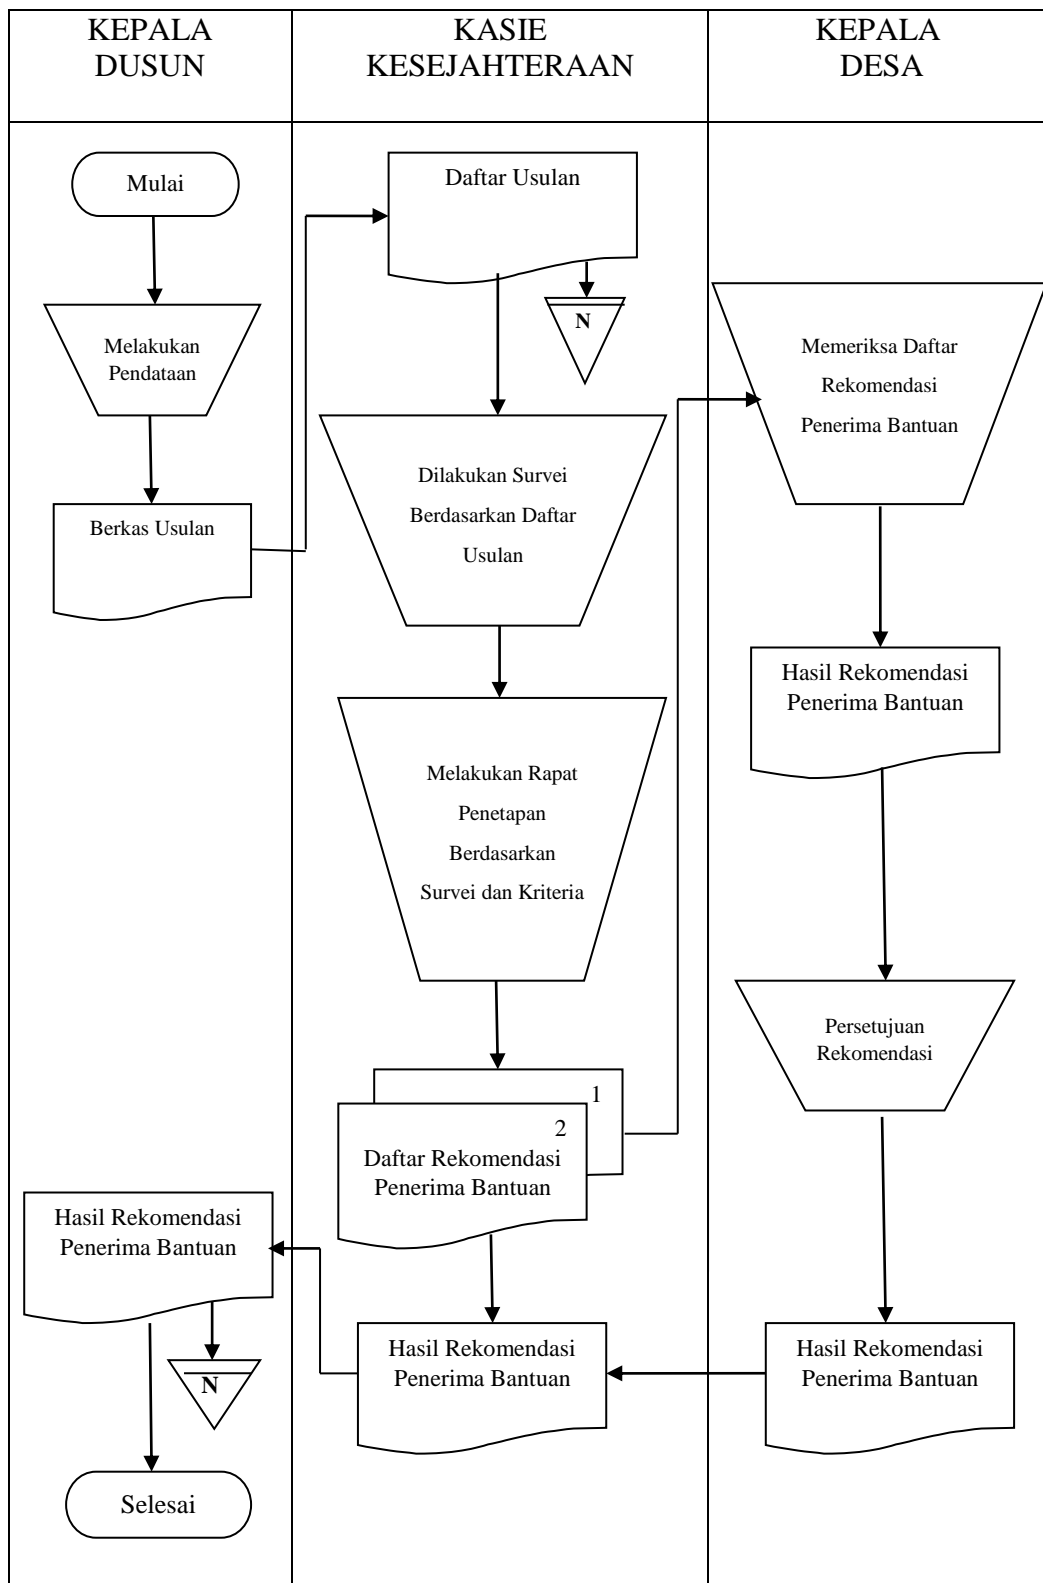 KEPALA
DUSUN
KASIE
KESEJAHTERAAN
KEPALA
DESA
Mulai
Melakukan
Pendataan
Berkas Usulan
Hasil Rekomendasi
Penerima Bantuan
N
Selesai
Daftar Usulan
N
Dilakukan Survei
Berdasarkan Daftar
Usulan
Melakukan Rapat
Penetapan
Berdasarkan
Survei dan Kriteria
1
2
Daftar Rekomendasi
Penerima Bantuan
Hasil Rekomendasi
Penerima Bantuan
Memeriksa Daftar
Rekomendasi
Penerima Bantuan
Hasil Rekomendasi
Penerima Bantuan
Persetujuan
Rekomendasi
Hasil Rekomendasi
Penerima Bantuan